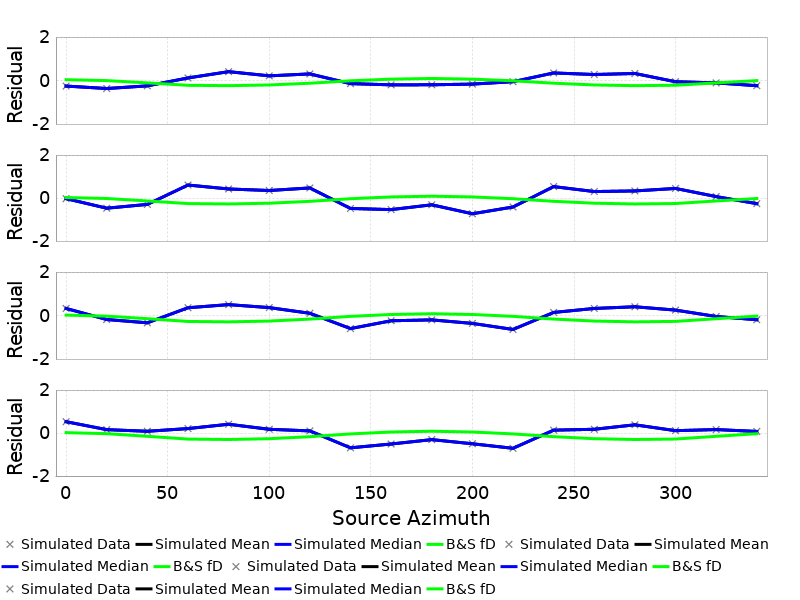 2
0
-2
Residual
2
0
-2
Residual
2
0
-2
Residual
2
0
-2
Residual
0 50 100 150 200 250 300
Source Azimuth
× Simulated Data Simulated Mean Simulated Median B&S fD × Simulated Data Simulated Mean
Simulated Median B&S fD × Simulated Data Simulated Mean Simulated Median B&S fD
× Simulated Data Simulated Mean Simulated Median B&S fD